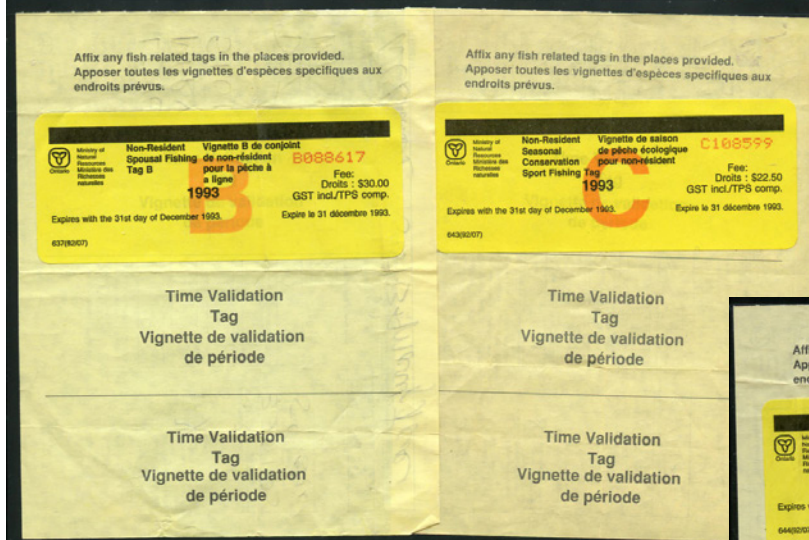 Affix any fish related tags in the places provided.
Apposer toutes les vignettes d'espèces specifiques aux
endroits prévus.
Ontario
Ministry of
Natural
Resources
Ministère des
Richesses
naturelles
Non-Resident
Spousal Fishing
Tag B
Vignette B de conjoint
de non-résident
pour la pêche à
a ligne
1993
B
B088617
Fee:
Droits : $30.00
GST incl./TPS comp.
Expires with the 31st day of December 1993.
Expire le 31 décembre 1993.
637(92/07)
Time Validation
Tag
Vignette de validation
de période
Time Validation
Tag
Vignette de validation
de période
Affix any fish related tags in the places provided.
Apposer toutes les vignettes d'espèces specifiques aux
endroits prévus.
Ontario
Ministry of
Natural
Resources
Ministère des
Richesses
naturelles
Non-Resident
Seasonal
Conservation
Sport Fishing Tag
Vignette de saison
de pêche écologique
pour non-résident
1993
C
C108599
Fee:
Droits : $22.50
GST incl./TPS comp.
Expires with the 31st day of December 1993.
Expire le 31 décembre 1993.
643(92/07)
Time Validation
Tag
Vignette de validation
de période
Time Validation
Tag
Vignette de validation
de période
Ontario
Expires